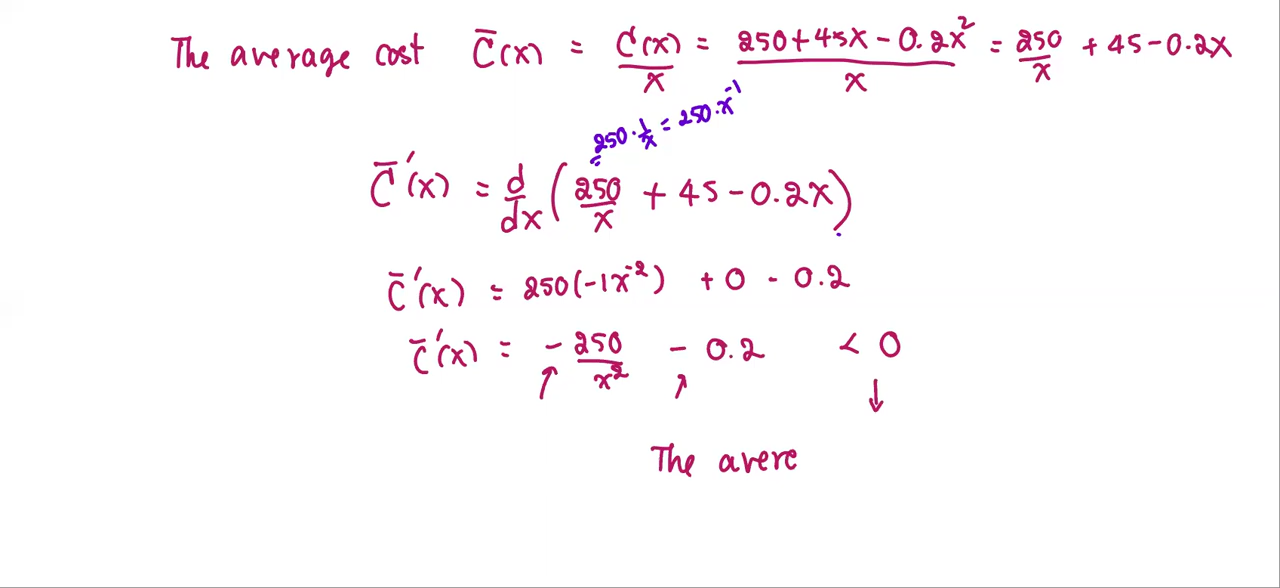 The average cost C̄(x) = C(x)/x = (250+45x-0.2x²)/x = 250/x + 45-0.2x
250·1/x = 250·x⁻¹
C̄'(x) = d/dx (250/x + 45-0.2x)
C̄'(x) = 250(-1x⁻²) + 0 - 0.2
C̄'(x) = - 250/x² - 0.2 < 0
The avere